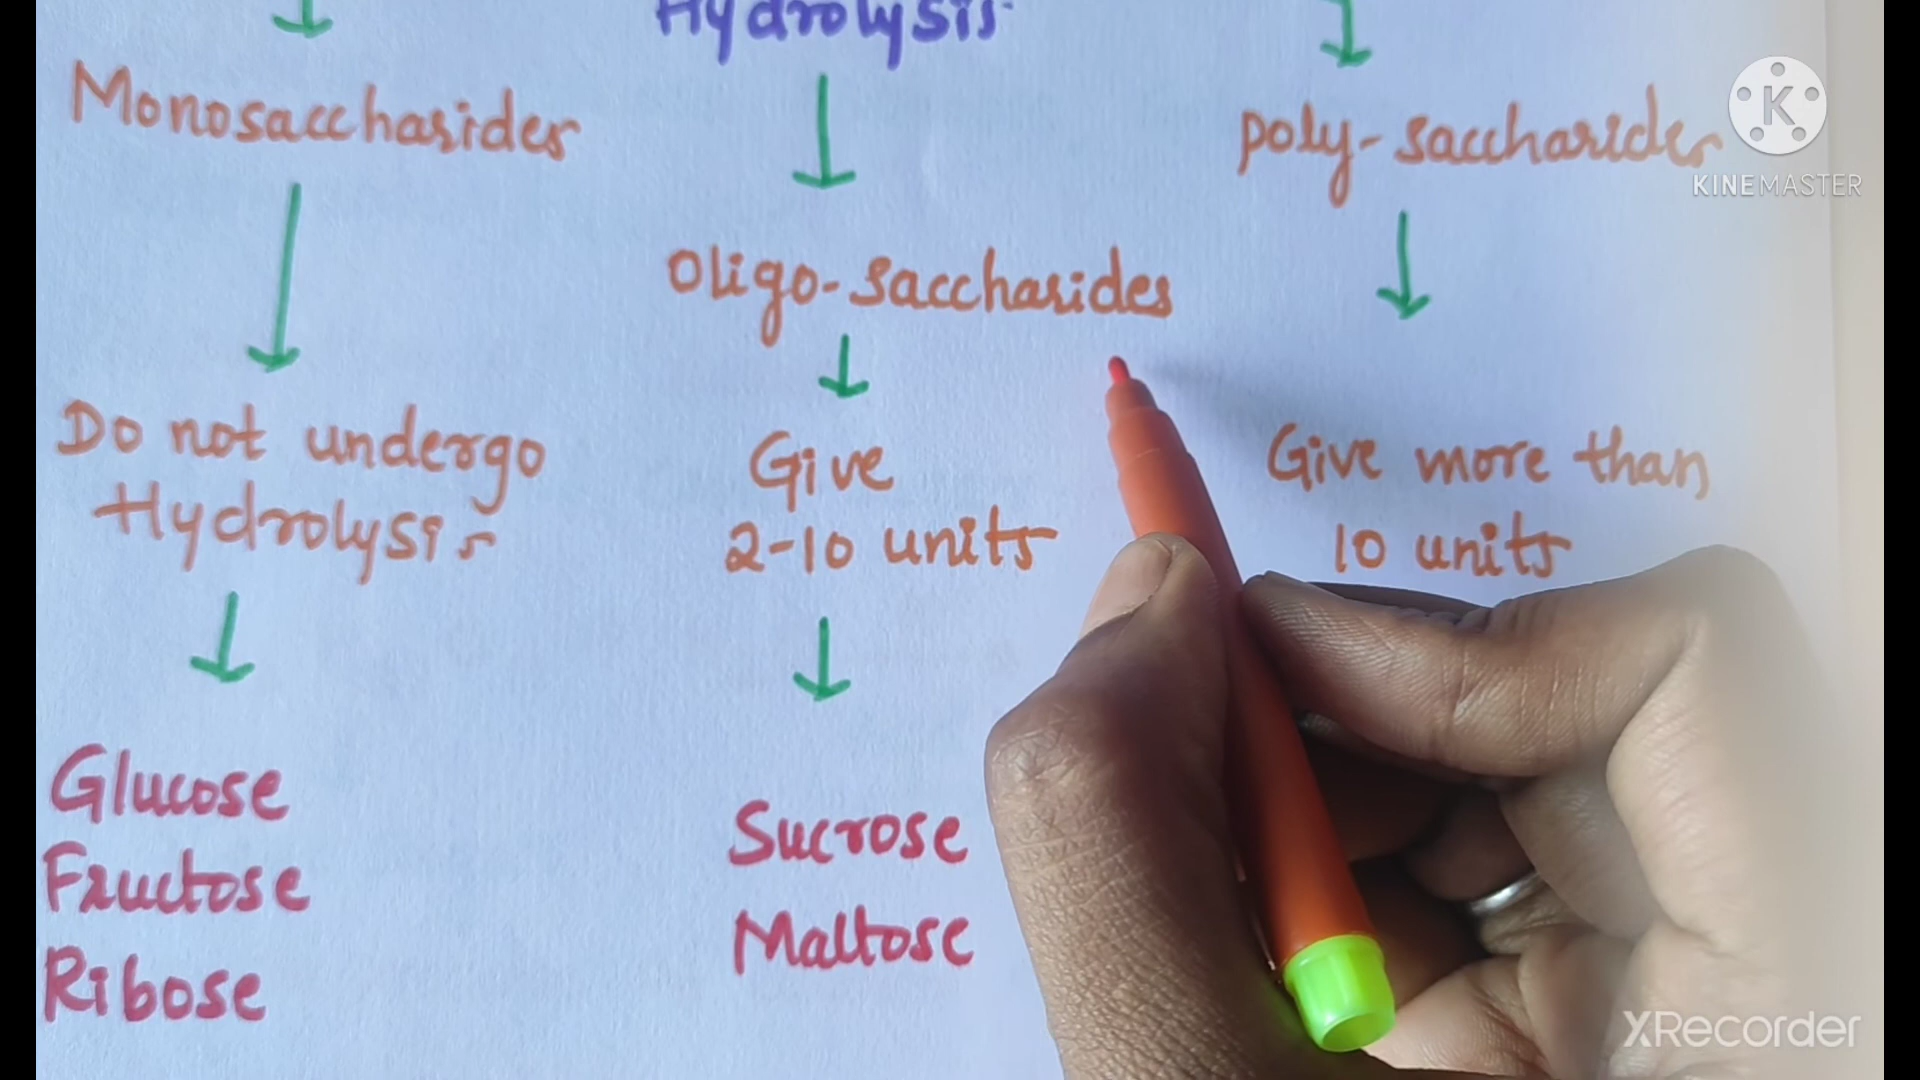 Hydrolysis
Monosaccharides
Do not undergo
Hydrolysis
Glucose
Fructose
Ribose
Oligo-saccharides
Give
2-10 units
Sucrose
Maltose
poly-saccharides
Give more than
10 units
K
KINEMASTER
XRecorder